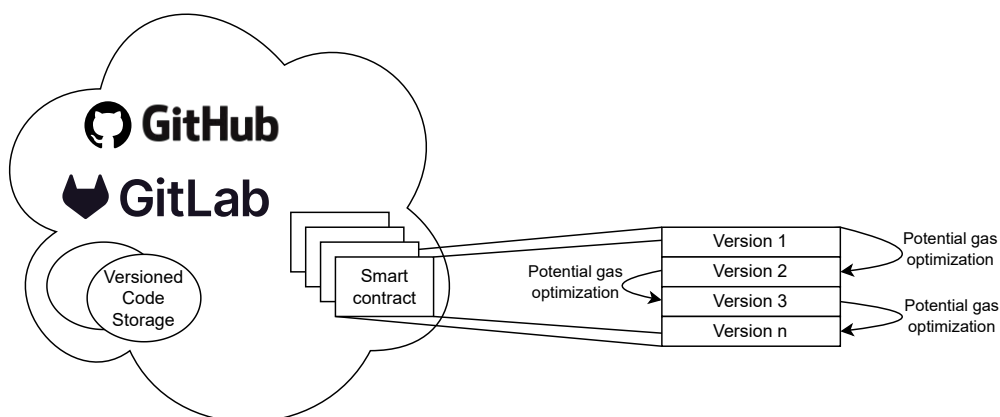 GitHub
GitLab
Versioned
Code
Storage
Smart
contract
Version 1
Version 2
Version 3
Version n
Potential gas
optimization
Potential gas
optimization
Potential gas
optimization